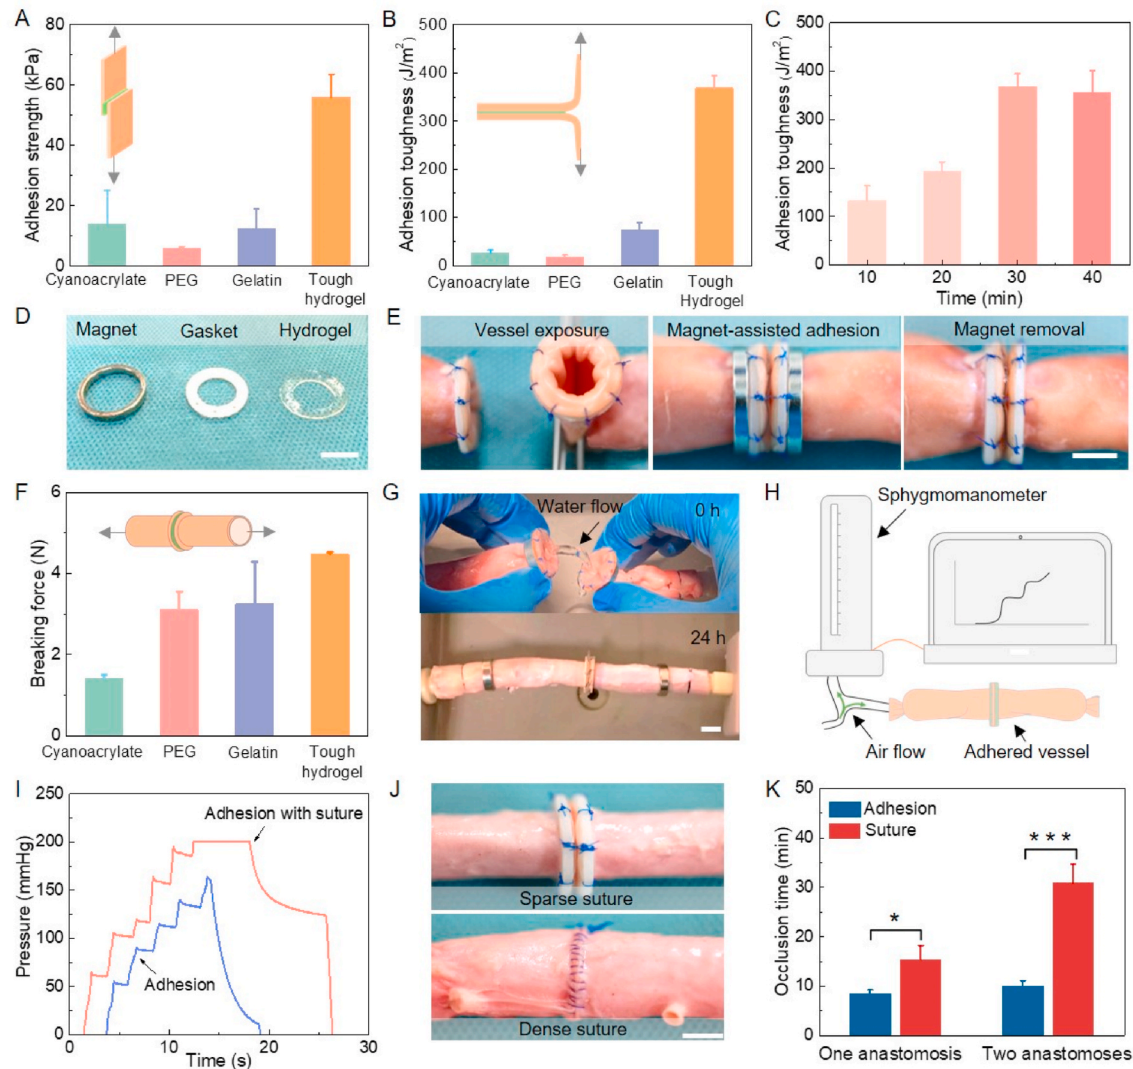 A
Adhesion strength (kPa)
80
60
40
20
0
Cyanoacrylate
PEG
Gelatin
Tough
hydrogel
B
Adhesion toughness (J/m²)
500
400
300
200
100
0
Cyanoacrylate
PEG
Gelatin
Tough
Hydrogel
C
Adhesion toughness (J/m²)
500
400
300
200
100
0
10
20
30
40
Time (min)
D
Magnet
Gasket
Hydrogel
E
Vessel exposure
Magnet-assisted adhesion
Magnet removal
F
Breaking force (N)
6
4
2
0
Cyanoacrylate
PEG
Gelatin
Tough
hydrogel
G
Water flow
0 h
24 h
H
Sphygmomanometer
Air flow
Adhered vessel
I
Pressure (mmHg)
250
200
150
100
50
0
0
10
20
30
Time (s)
Adhesion with suture
Adhesion
J
Sparse suture
Dense suture
K
Occlusion time (min)
50
40
30
20
10
0
Adhesion
Suture
*
***
One anastomosis
Two anastomoses